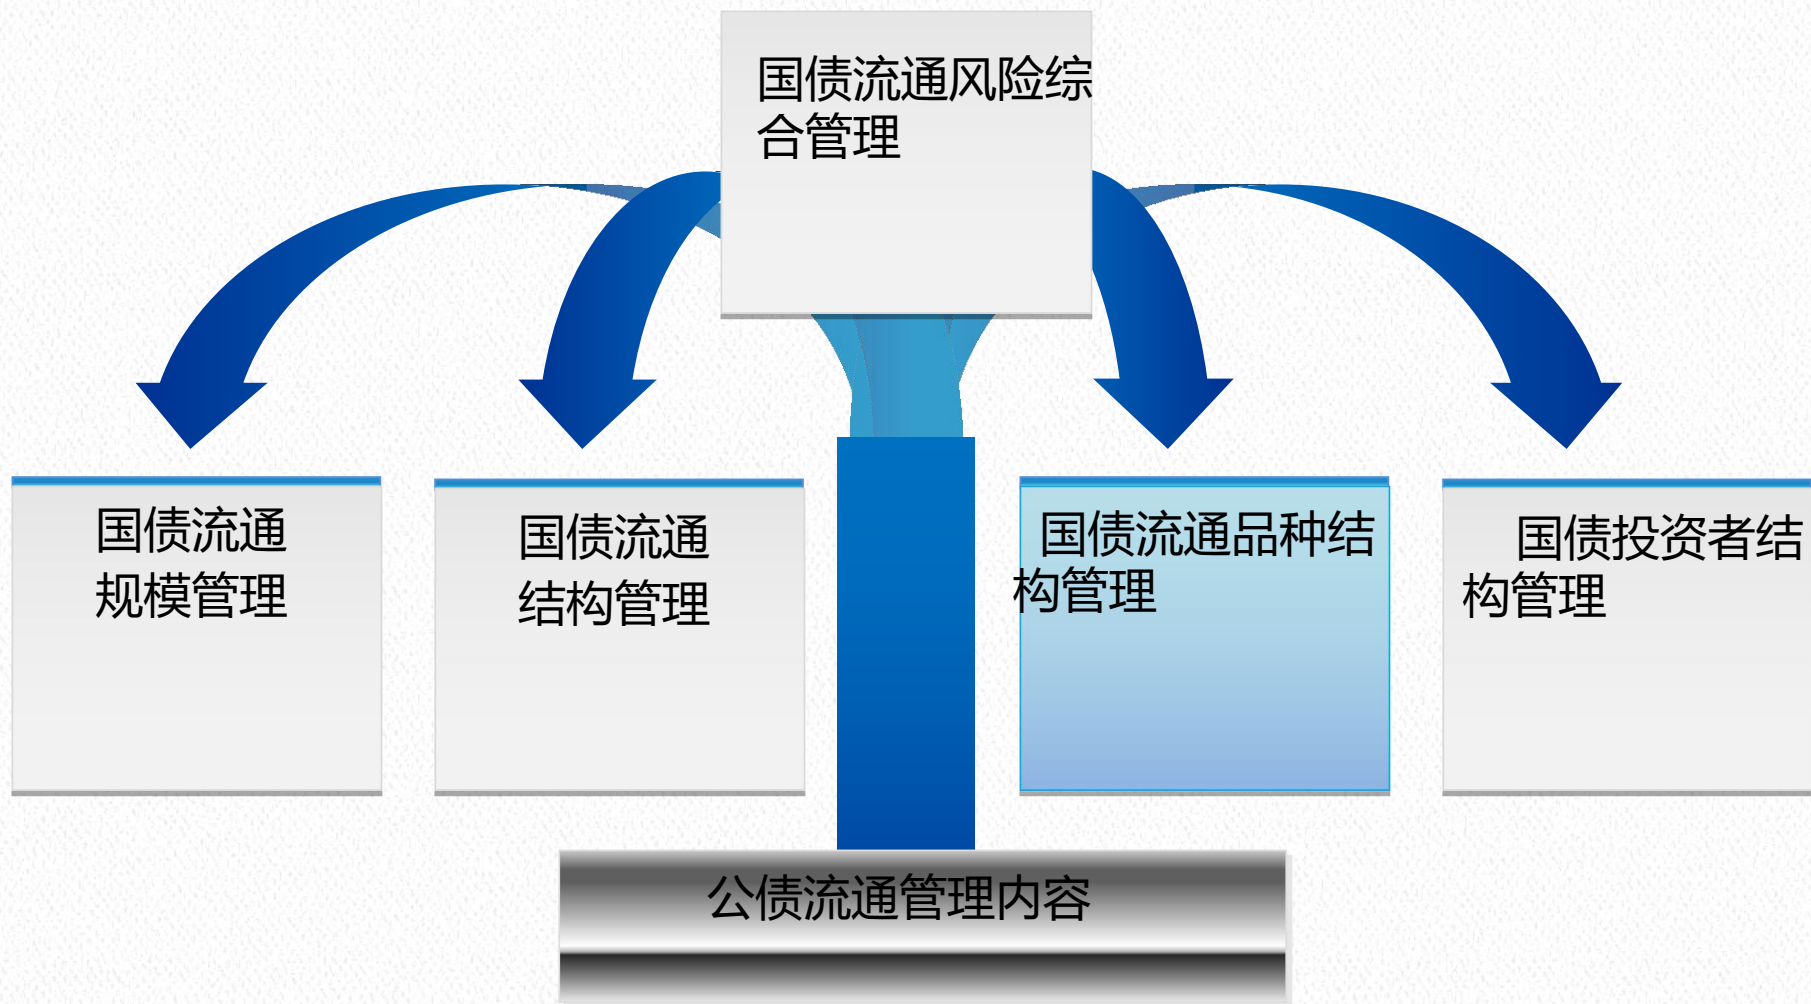 国债流通风险综
合管理
国债流通
规模管理
国债流通
结构管理
国债流通品种结
构管理
国债投资者结
构管理
公债流通管理内容